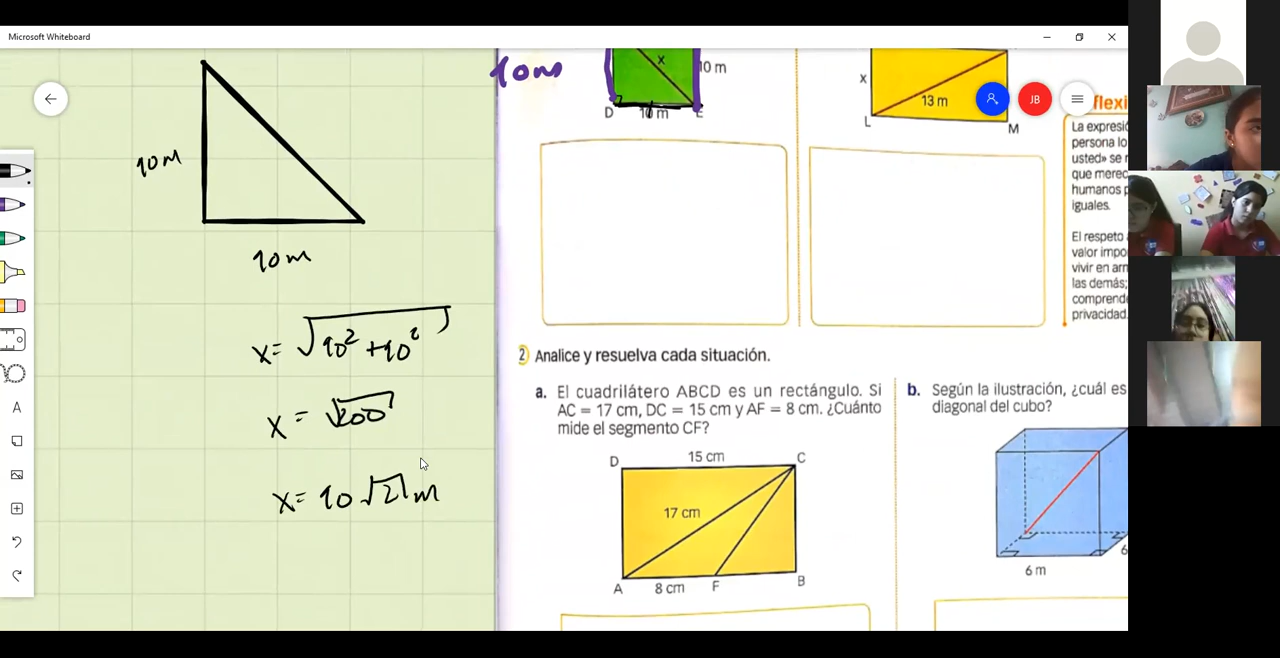 Microsoft Whiteboard
10m
10m
x = √10² + 10²
x = √200
x = 10√2 m
10m
x
10 m
D
10 m
E
x
13 m
L
M
flexi
La expresió
persona lo
usted» se r
que merec
humanos p
iguales.
El respeto
valor impo
vivir en arm
las demás;
comprende
privacidad.
2 Analice y resuelva cada situación.
a. El cuadrilátero ABCD es un rectángulo. Si
AC = 17 cm, DC = 15 cm y AF = 8 cm. ¿Cuánto
mide el segmento CF?
D
15 cm
C
17 cm
A
8 cm
F
B
b. Según la ilustración, ¿cuál es
diagonal del cubo?
6
6 m
JB
A